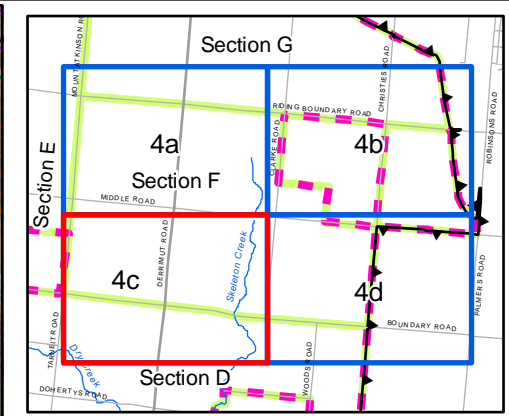 Section G
MOUNT ATKINSON R
CHRISTIES ROAD
RIDING BOUNDARY ROAD
ROBINSONS ROAD
4a
4b
CLARKE ROAD
Section F
Section E
MIDDLE ROAD
DERRIMUT ROAD
Skeleton Creek
4c
4d
PALMERS ROAD
BOUNDARY ROAD
TARNEIT ROAD
Dry Creek
WOODS ROAD
Section D
DOHERTYS ROAD